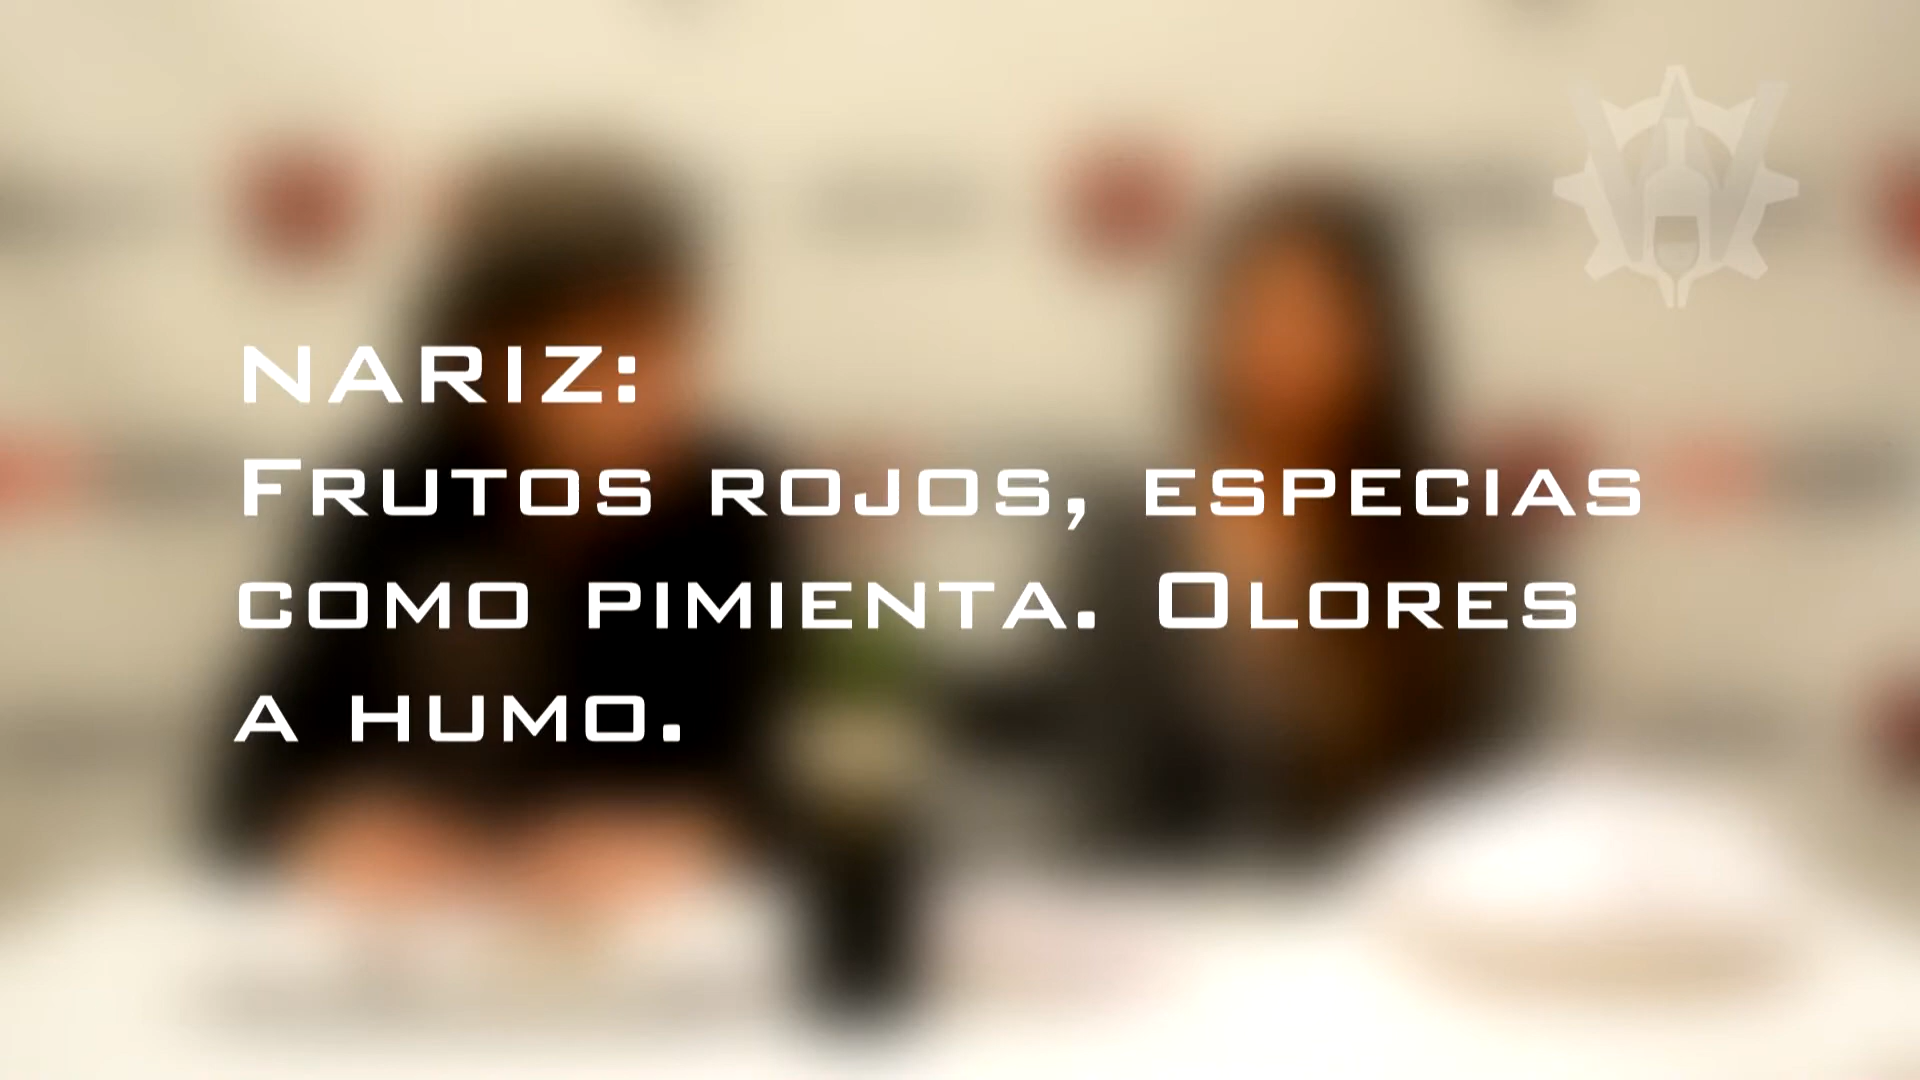 NARIZ:
Frutos rojos, especias
como pimienta. Olores
a humo.